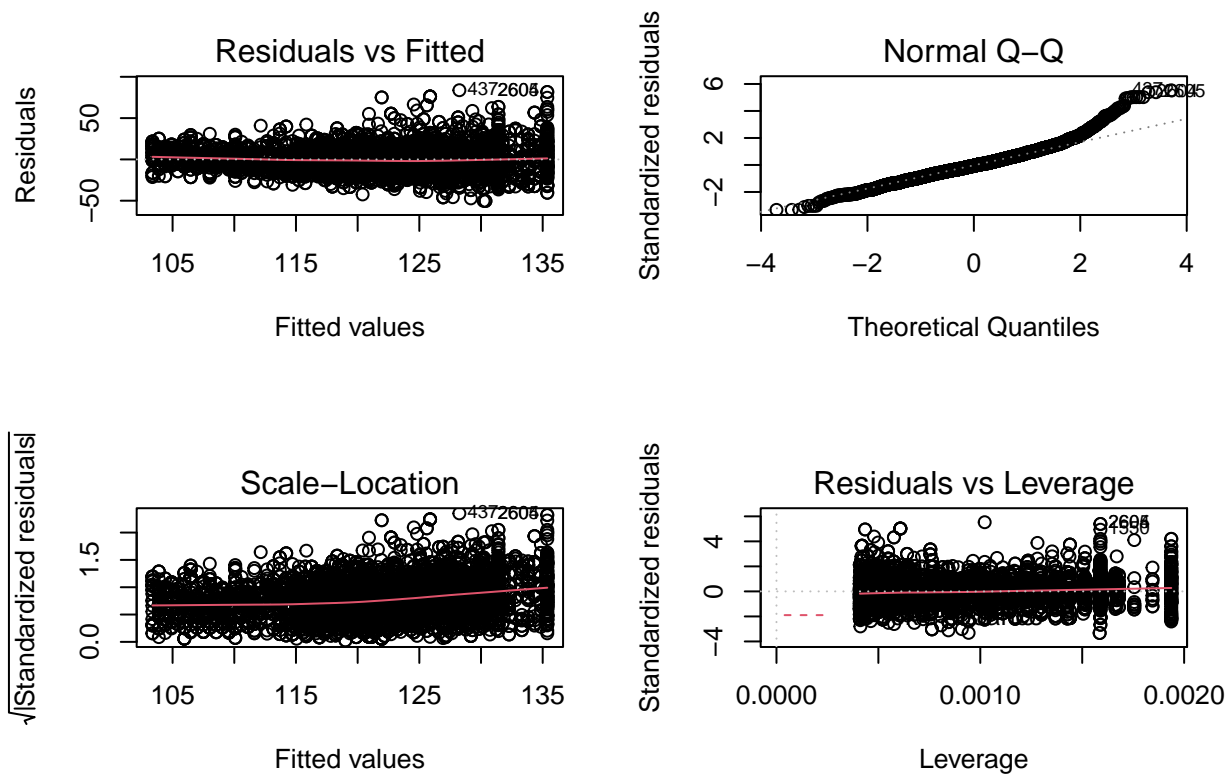 Residuals vs Fitted
Residuals
50
−50
105
115
125
135
Fitted values
4372
Normal Q−Q
Standardized residuals
6
2
−2
−4
−2
0
2
4
Theoretical Quantiles
Scale−Location
√|Standardized residuals|
1.5
0.0
105
115
125
135
Fitted values
4372
Residuals vs Leverage
Standardized residuals
4
0
−4
0.0000
0.0010
0.0020
Leverage